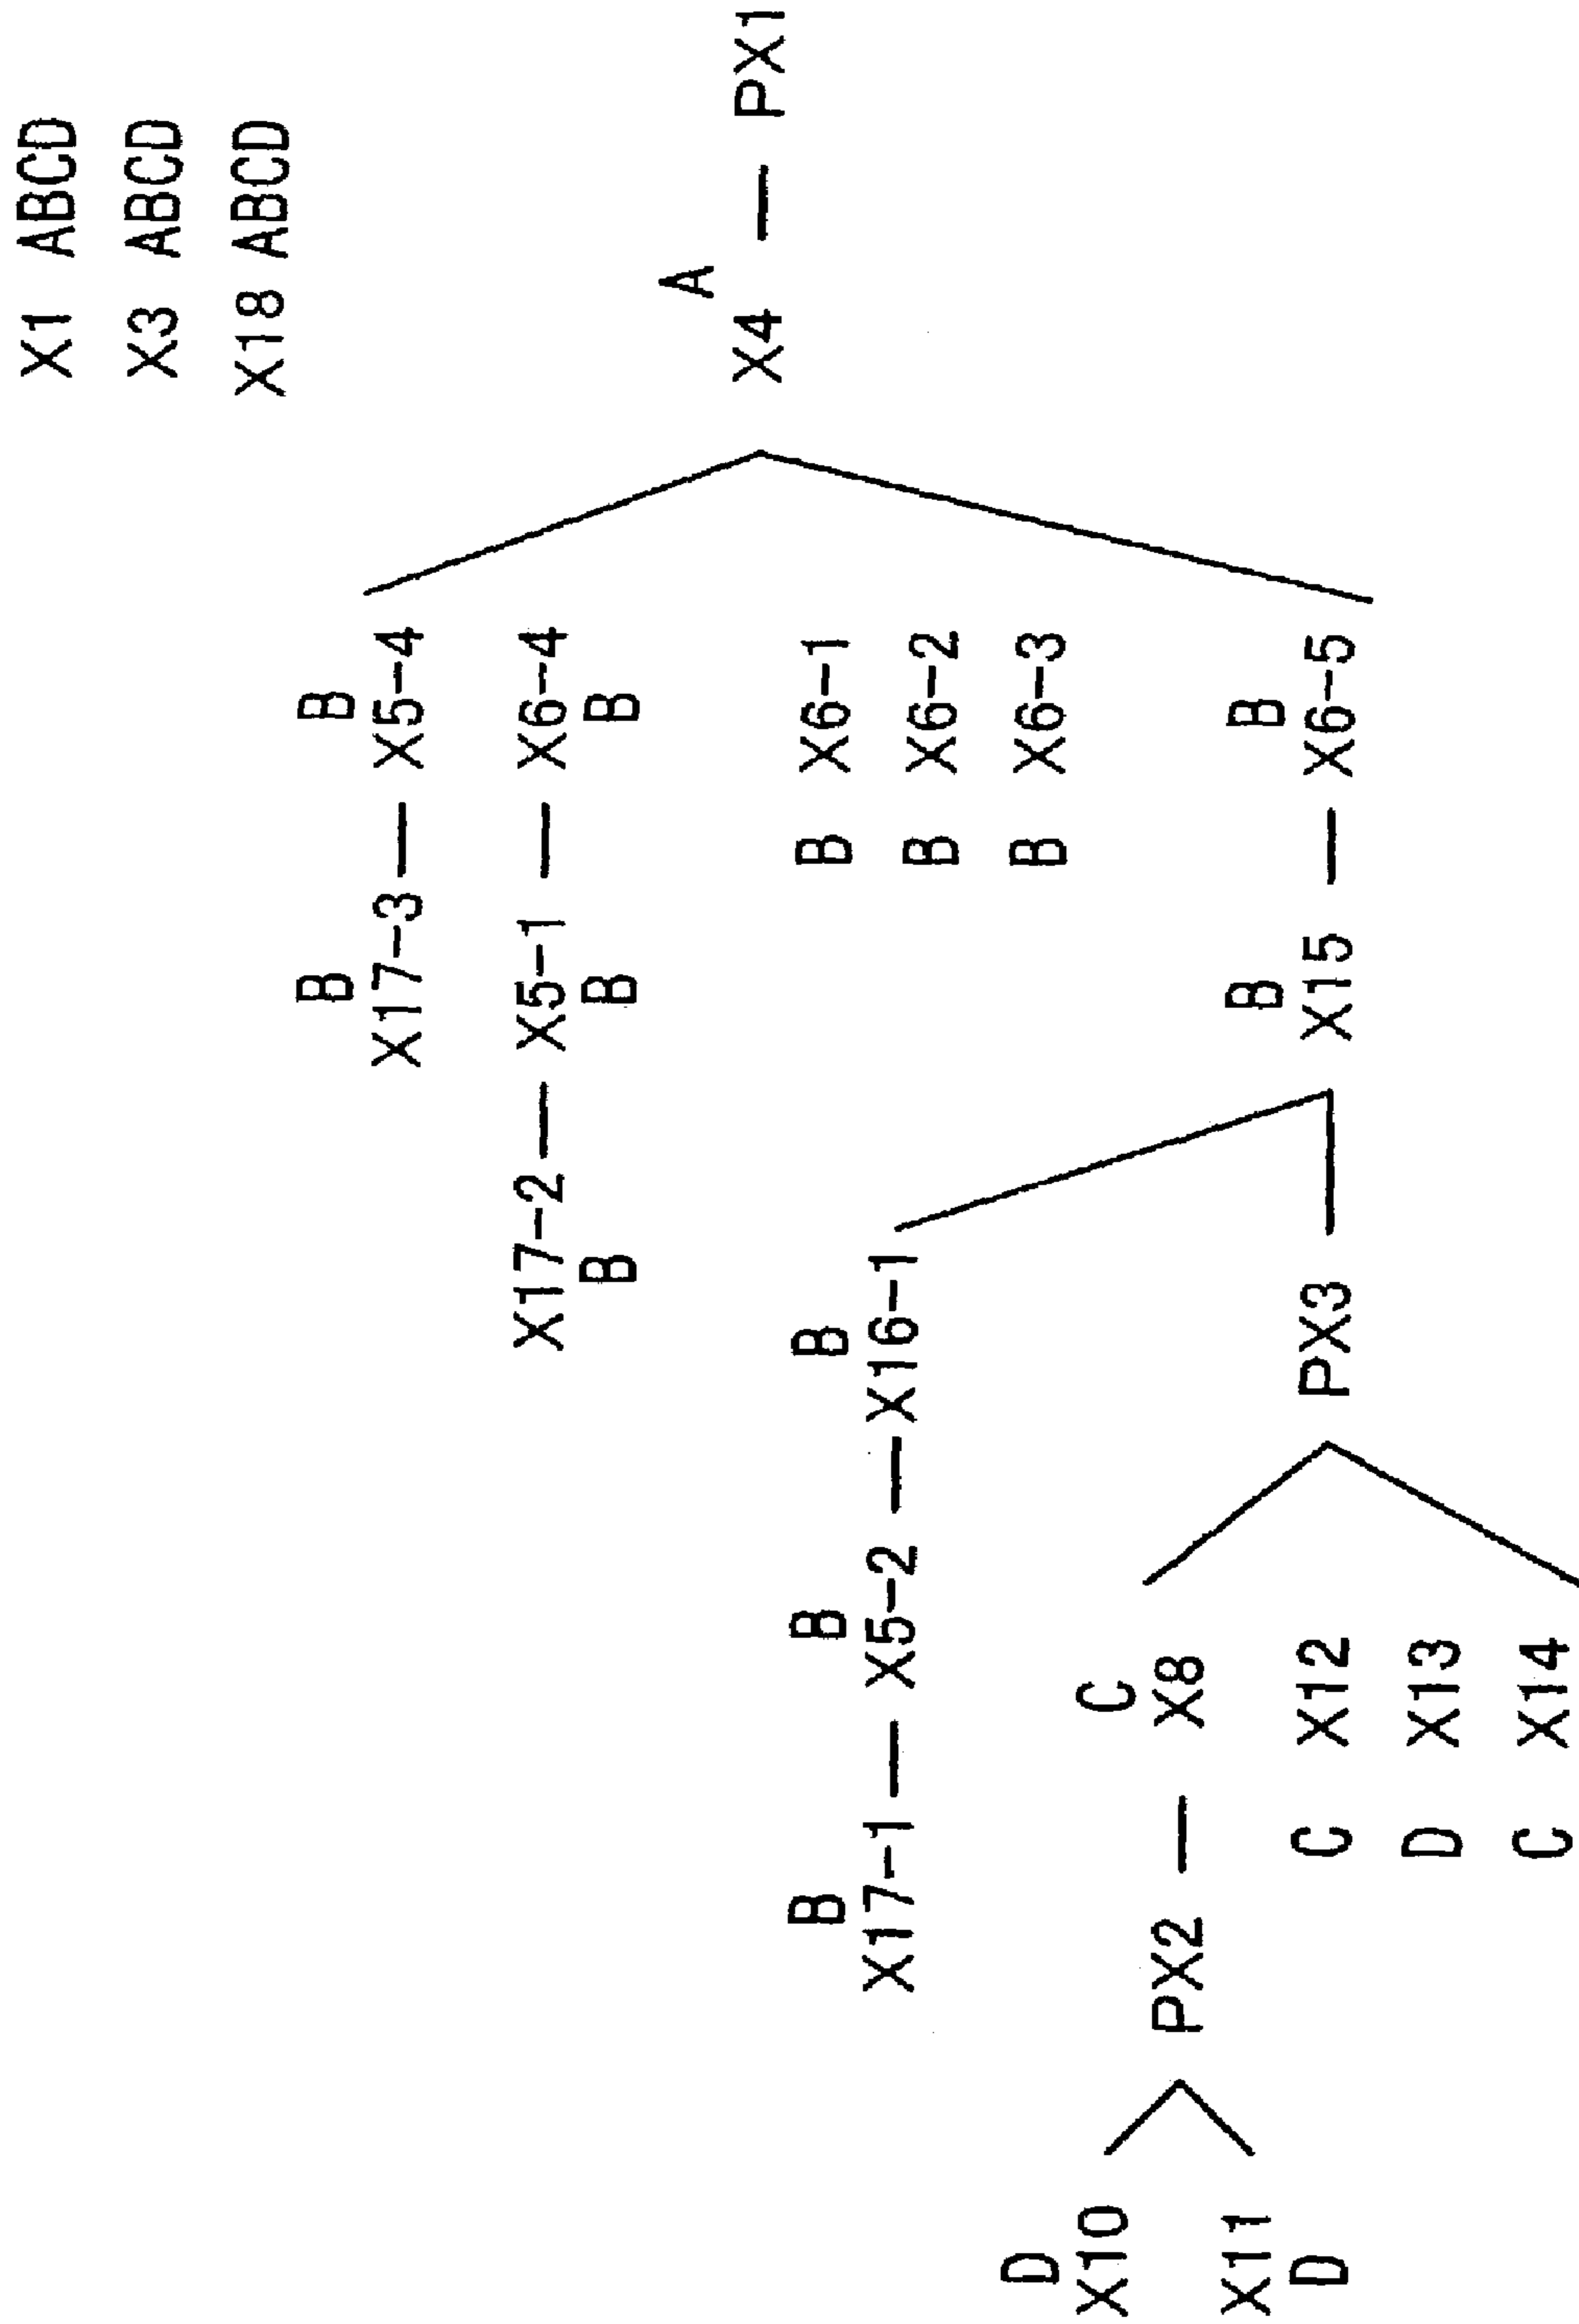 X1 ABCD
X3 ABCD
X18 ABCD
B B
X17-3 — X5-4
X17-2 — X5-1 — X6-4
B B B
A
X4 — PX1
B X6-1
B X6-2
B X6-3
B B B
X17-1 — X5-2 — X16-1
B B
X15 — X6-5
PX3
D C
X10 PX2 — X8
X11
D
C X12
D X13
C X14